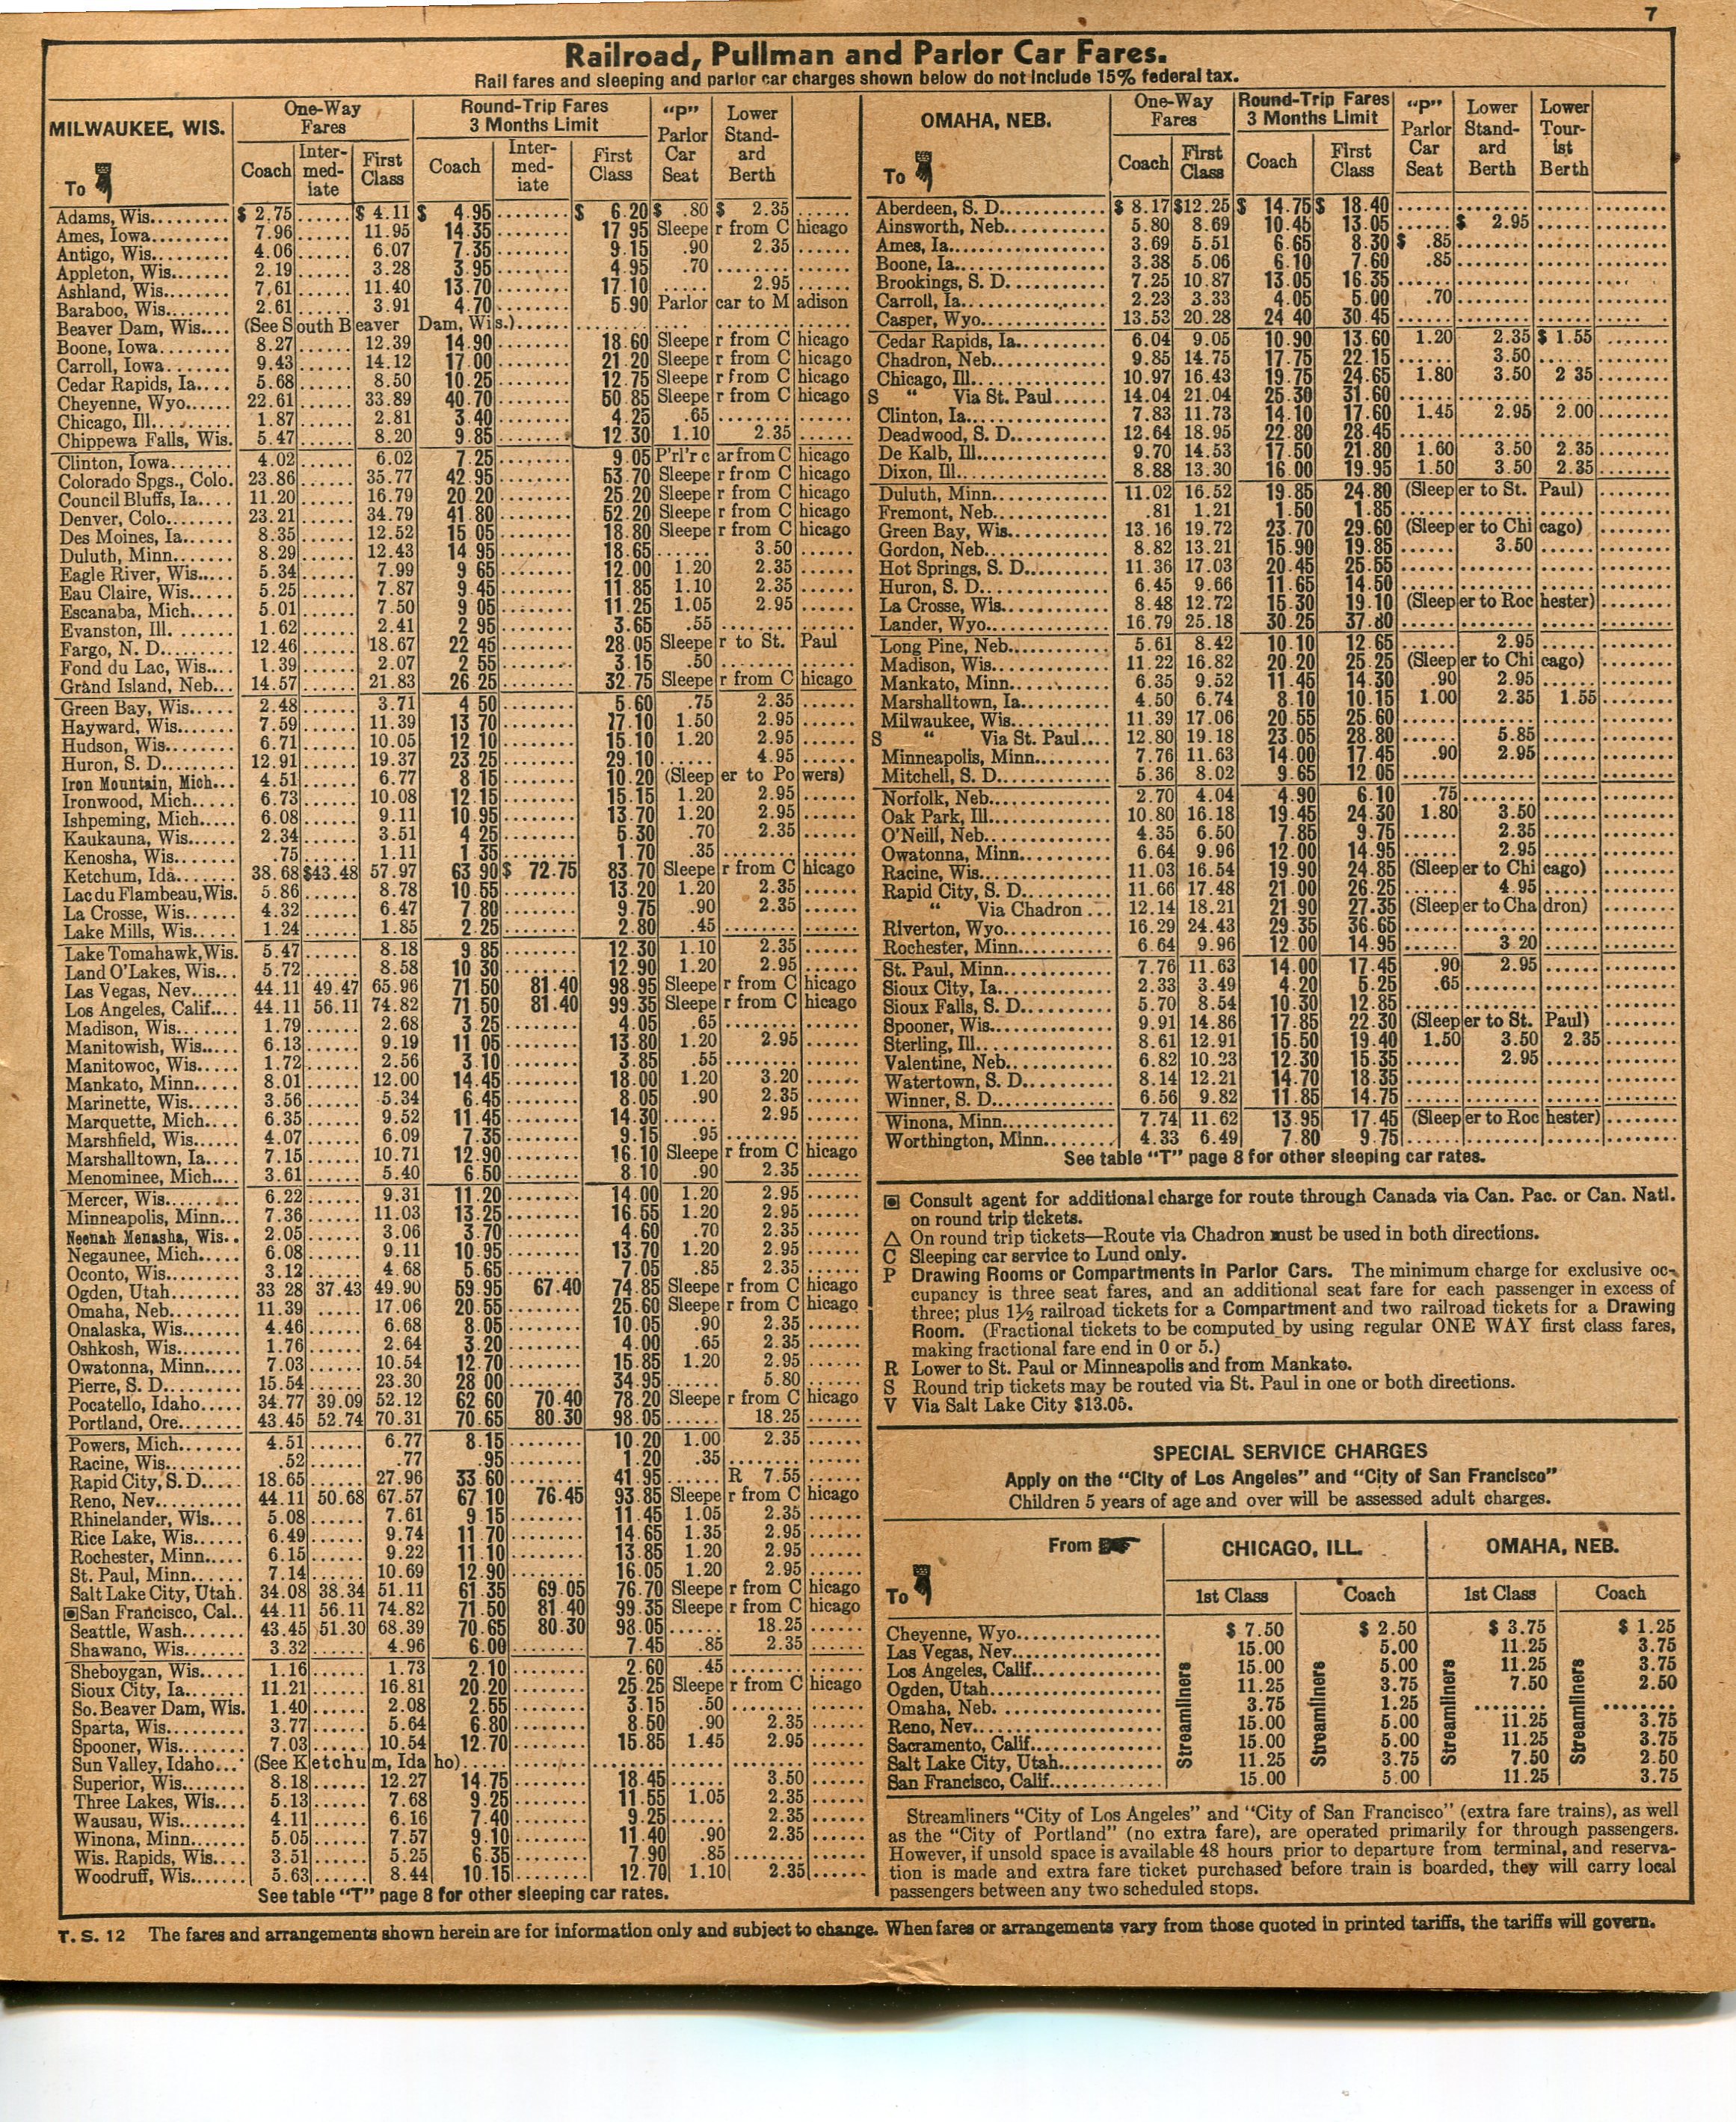 7
Railroad, Pullman and Parlor Car Fares.
Rail fares and sleeping and parlor car charges shown below do not include 15% federal tax.
MILWAUKEE, WIS.
To
One-Way Fares
Round-Trip Fares 3 Months Limit
"P" Parlor Car Seat
Lower Standard Berth
Coach Intermediate First Class Coach Intermediate First Class
Adams, Wis. $ 2.75 $ 4.11 $ 4.95 $ 6.20 $ .80 $ 2.35
Ames, Iowa 7.96 11.95 14.35 17 95 Sleeper from Chicago
Antigo, Wis. 4.06 6.07 7.35 9.15 .90 2.35
Appleton, Wis. 2.19 3.28 3.95 4.95 .70
Ashland, Wis. 7.61 11.40 13.70 17.10 2.95
Baraboo, Wis. 2.61 3.91 4.70 5.90 Parlor car to Madison
Beaver Dam, Wis. (See South Beaver Dam, Wis.)
Boone, Iowa 8.27 12.39 14.90 18.60 Sleeper from Chicago
Carroll, Iowa 9.43 14.12 17.00 21.20 Sleeper from Chicago
Cedar Rapids, Ia. 5.68 8.50 10.25 12.75 Sleeper from Chicago
Cheyenne, Wyo. 22.61 33.89 40.70 50.85 Sleeper from Chicago
Chicago, Ill. 1.87 2.81 3.40 4.25 .65
Chippewa Falls, Wis. 5.47 8.20 9.85 12.30 1.10 2.35
Clinton, Iowa 4.02 6.02 7.25 9.05 P'rl'r car from Chicago
Colorado Spgs., Colo. 23.86 35.77 42.95 53.70 Sleeper from Chicago
Council Bluffs, Ia. 11.20 16.79 20 20 25.20 Sleeper from Chicago
Denver, Colo. 23.21 34.79 41.80 52.20 Sleeper from Chicago
Des Moines, Ia. 8.35 12.52 15 05 18.80 Sleeper from Chicago
Duluth, Minn. 8.29 12.43 14 95 18.65 3.50
Eagle River, Wis. 5.34 7.99 9 65 12.00 1.20 2.35
Eau Claire, Wis. 5.25 7.87 9.45 11 85 1.10 2.35
Escanaba, Mich. 5.01 7.50 9 05 11.25 1.05 2.95
Evanston, Ill. 1.62 2.41 2 95 3.65 .55
Fargo, N. D. 12.46 18.67 22 45 28.05 Sleeper to St. Paul
Fond du Lac, Wis. 1.39 2.07 2 55 3.15 .50
Grand Island, Neb. 14.57 21.83 26 25 32.75 Sleeper from Chicago
Green Bay, Wis. 2.48 3.71 4 50 5.60 .75 2.35
Hayward, Wis. 7.59 11.39 13 70 17.10 1.50 2.95
Hudson, Wis. 6.71 10.05 12 10 15.10 1.20 2.95
Huron, S. D. 12.91 19.37 23.25 29.10 4.95
Iron Mountain, Mich. 4.51 6.77 8.15 10.20 (Sleeper to Powers)
Ironwood, Mich. 6.73 10.08 12.15 15.15 1.20 2.95
Ishpeming, Mich. 6.08 9.11 10.95 13.70 1.20 2.95
Kaukauna, Wis. 2.34 3.51 4 25 5.30 .70 2.35
Kenosha, Wis. .75 1.11 1 35 1.70 .35
Ketchum, Ida. 38.68 $43.48 57.97 63 90 $ 72.75 83.70 Sleeper from Chicago
Lac du Flambeau, Wis. 5.86 8.78 10.55 13.20 1.20 2.35
La Crosse, Wis. 4.32 6.47 7 80 9.75 .90 2.35
Lake Mills, Wis. 1.24 1.85 2.25 2.80 .45
Lake Tomahawk, Wis. 5.47 8.18 9.85 12.30 1.10 2.35
Land O'Lakes, Wis. 5.72 8.58 10 30 12.90 1.20 2.95
Las Vegas, Nev. 44.11 49.47 65.96 71.50 81.40 98.95 Sleeper from Chicago
Los Angeles, Calif. 44.11 56.11 74.82 71.50 81.40 99.35 Sleeper from Chicago
Madison, Wis. 1.79 2.68 3.25 4.05 .65
Manitowish, Wis. 6.13 9.19 11 05 13.80 1.20 2.95
Manitowoc, Wis. 1.72 2.56 3.10 3.85 .55
Mankato, Minn. 8.01 12.00 14.45 18.00 1.20 3.20
Marinette, Wis. 3.56 5.34 6.45 8.05 .90 2.35
Marquette, Mich. 6.35 9.52 11.45 14.30 2.95
Marshfield, Wis. 4.07 6.09 7.35 9.15 .95
Marshalltown, Ia. 7.15 10.71 12.90 16.10 Sleeper from Chicago
Menominee, Mich. 3.61 5.40 6.50 8.10 .90 2.35
Mercer, Wis. 6.22 9.31 11.20 14.00 1.20 2.95
Minneapolis, Minn. 7.36 11.03 13.25 16.55 1.20 2.95
Neenah Menasha, Wis. 2.05 3.06 3.70 4.60 .70 2.35
Negaunee, Mich. 6.08 9.11 10.95 13.70 1.20 2.95
Oconto, Wis. 3.12 4.68 5.65 7.05 .85 2.35
Ogden, Utah 33 28 37.43 49.90 59.95 67.40 74.85 Sleeper from Chicago
Omaha, Neb. 11.39 17.06 20.55 25.60 Sleeper from Chicago
Onalaska, Wis. 4.46 6.68 8.05 10.05 .90 2.35
Oshkosh, Wis. 1.76 2.64 3.20 4.00 .65 2.35
Owatonna, Minn. 7.03 10.54 12.70 15.85 1.20 2.95
Pierre, S. D. 15.54 23.30 28 00 34.95 5.80
Pocatello, Idaho 34.77 39.09 52.12 62 60 70.40 78.20 Sleeper from Chicago
Portland, Ore. 43.45 52.74 70.31 70.65 80.30 98.05 18.25
Powers, Mich. 4.51 6.77 8.15 10.20 1.00 2.35
Racine, Wis. .52 .77 .95 1.20 .35
Rapid City, S. D. 18.65 27.96 33 60 41.95 R 7.55
Reno, Nev. 44.11 50.68 67.57 67 10 76.45 93.85 Sleeper from Chicago
Rhinelander, Wis. 5.08 7.61 9 15 11.45 1.05 2.35
Rice Lake, Wis. 6.49 9.74 11 70 14.65 1.35 2.95
Rochester, Minn. 6.15 9.22 11.10 13.85 1.20 2.95
St. Paul, Minn. 7.14 10.69 12.90 16.05 1.20 2.95
Salt Lake City, Utah 34.08 38.34 51.11 61.35 69.05 76.70 Sleeper from Chicago
San Francisco, Cal. 44.11 56.11 74.82 71.50 81.40 99.35 Sleeper from Chicago
Seattle, Wash. 43.45 51.30 68.39 70.65 80.30 98.05 18.25
Shawano, Wis. 3.32 4.96 6.00 7.45 .85 2.35
Sheboygan, Wis. 1.16 1.73 2.10 2.60 .45
Sioux City, Ia. 11.21 16.81 20.20 25.25 Sleeper from Chicago
So. Beaver Dam, Wis. 1.40 2.08 2.55 3.15 .50
Sparta, Wis. 3.77 5.64 6.80 8.50 .90 2.35
Spooner, Wis. 7.03 10.54 12.70 15.85 1.45 2.95
Sun Valley, Idaho (See Ketchum, Idaho)
Superior, Wis. 8.18 12.27 14.75 18.45 3.50
Three Lakes, Wis. 5.13 7.68 9.25 11.55 1.05 2.35
Wausau, Wis. 4.11 6.16 7.40 9.25 2.35
Winona, Minn. 5.05 7.57 9.10 11.40 .90 2.35
Wis. Rapids, Wis. 3.51 5.25 6.35 7.90 .85
Woodruff, Wis. 5.63 8.44 10.15 12.70 1.10 2.35
See table "T" page 8 for other sleeping car rates.
OMAHA, NEB.
To
One-Way Fares
Round-Trip Fares 3 Months Limit
"P" Parlor Car Seat
Lower Standard Berth
Lower Tourist Berth
Coach First Class Coach First Class
Aberdeen, S. D. $ 8.17 $12.25 $ 14.75 $ 18.40
Ainsworth, Neb. 5.80 8.69 10.45 13.05 $ 2.95
Ames, Ia. 3.69 5.51 6.65 8.30 $ .85
Boone, Ia. 3.38 5.06 6.10 7.60 .85
Brookings, S. D. 7.25 10.87 13.05 16.35
Carroll, Ia. 2.23 3.33 4.05 5.00 .70
Casper, Wyo. 13.53 20.28 24 40 30.45
Cedar Rapids, Ia. 6.04 9.05 10.90 13.60 1.20 2.35 $ 1.55
Chadron, Neb. 9.85 14.75 17.75 22.15 3.50
Chicago, Ill. 10.97 16.43 19.75 24.65 1.80 3.50 2 35
S " Via St. Paul 14.04 21.04 25.30 31.60
Clinton, Ia. 7.83 11.73 14.10 17.60 1.45 2.95 2.00
Deadwood, S. D. 12.64 18.95 22.80 28.45
De Kalb, Ill. 9.70 14.53 17.50 21.80 1.60 3.50 2.35
Dixon, Ill. 8.88 13.30 16.00 19.95 1.50 3.50 2.35
Duluth, Minn. 11.02 16.52 19.85 24.80 (Sleeper to St. Paul)
Fremont, Neb. .81 1.21 1.50 1.85
Green Bay, Wis. 13.16 19.72 23.70 29.60 (Sleeper to Chicago)
Gordon, Neb. 8.82 13.21 15.90 19.85 3.50
Hot Springs, S. D. 11.36 17.03 20.45 25.55
Huron, S. D. 6.45 9.66 11.65 14.50
La Crosse, Wis. 8.48 12.72 15.30 19.10 (Sleeper to Rochester)
Lander, Wyo. 16.79 25.18 30.25 37.80
Long Pine, Neb. 5.61 8.42 10.10 12.65 2.95
Madison, Wis. 11.22 16.82 20.20 25.25 (Sleeper to Chicago)
Mankato, Minn. 6.35 9.52 11.45 14.30 .90 2.95
Marshalltown, Ia. 4.50 6.74 8.10 10.15 1.00 2.35 1.55
Milwaukee, Wis. 11.39 17.06 20.55 25.60
S " Via St. Paul 12.80 19.18 23.05 28.80 5.85
Minneapolis, Minn. 7.76 11.63 14.00 17.45 .90 2.95
Mitchell, S. D. 5.36 8.02 9.65 12.05
Norfolk, Neb. 2.70 4.04 4.90 6.10 .75
Oak Park, Ill. 10.80 16.18 19.45 24.30 1.80 3.50
O'Neill, Neb. 4.35 6.50 7.85 9.75 2.35
Owatonna, Minn. 6.64 9.96 12.00 14.95 2.95
Racine, Wis. 11.03 16.54 19.90 24.85 (Sleeper to Chicago)
Rapid City, S. D. 11.66 17.48 21.00 26.25 4.95
" Via Chadron 12.14 18.21 21.90 27.35 (Sleeper to Chadron)
Riverton, Wyo. 16.29 24.43 29.35 36.65
Rochester, Minn. 6.64 9.96 12.00 14.95 3.20
St. Paul, Minn. 7.76 11.63 14.00 17.45 .90 2.95
Sioux City, Ia. 2.33 3.49 4.20 5.25 .65
Sioux Falls, S. D. 5.70 8.54 10.30 12.85
Spooner, Wis. 9.91 14.86 17.85 22.30 (Sleeper to St. Paul)
Sterling, Ill. 8.61 12.91 15.50 19.40 1.50 3.50 2.35
Valentine, Neb. 6.82 10.23 12.30 15.35 2.95
Watertown, S. D. 8.14 12.21 14.70 18.35
Winner, S. D. 6.56 9.82 11.85 14.75
Winona, Minn. 7.74 11.62 13.95 17.45 (Sleeper to Rochester)
Worthington, Minn. 4.33 6.49 7.80 9.75
See table "T" page 8 for other sleeping car rates.
Consult agent for additional charge for route through Canada via Can. Pac. or Can. Natl.
on round trip tickets.
△ On round trip tickets—Route via Chadron must be used in both directions.
C Sleeping car service to Lund only.
P Drawing Rooms or Compartments in Parlor Cars. The minimum charge for exclusive oc-
cupancy is three seat fares, and an additional seat fare for each passenger in excess of
three; plus 1½ railroad tickets for a Compartment and two railroad tickets for a Drawing
Room. (Fractional tickets to be computed by using regular ONE WAY first class fares,
making fractional fare end in 0 or 5.)
R Lower to St. Paul or Minneapolis and from Mankato.
S Round trip tickets may be routed via St. Paul in one or both directions.
V Via Salt Lake City $13.05.
SPECIAL SERVICE CHARGES
Apply on the "City of Los Angeles" and "City of San Francisco"
Children 5 years of age and over will be assessed adult charges.
From CHICAGO, ILL. OMAHA, NEB.
To 1st Class Coach 1st Class Coach
Streamliners Streamliners Streamliners Streamliners
Cheyenne, Wyo. $ 7.50 $ 2.50 $ 3.75 $ 1.25
Las Vegas, Nev. 15.00 5.00 11.25 3.75
Los Angeles, Calif. 15.00 5.00 11.25 3.75
Ogden, Utah 11.25 3.75 7.50 2.50
Omaha, Neb. 3.75 1.25
Reno, Nev. 15.00 5.00 11.25 3.75
Sacramento, Calif. 15.00 5.00 11.25 3.75
Salt Lake City, Utah 11.25 3.75 7.50 2.50
San Francisco, Calif. 15.00 5.00 11.25 3.75
Streamliners "City of Los Angeles" and "City of San Francisco" (extra fare trains), as well
as the "City of Portland" (no extra fare), are operated primarily for through passengers.
However, if unsold space is available 48 hours prior to departure from terminal, and reserva-
tion is made and extra fare ticket purchased before train is boarded, they will carry local
passengers between any two scheduled stops.
T. S. 12 The fares and arrangements shown herein are for information only and subject to change. When fares or arrangements vary from those quoted in printed tariffs, the tariffs will govern.